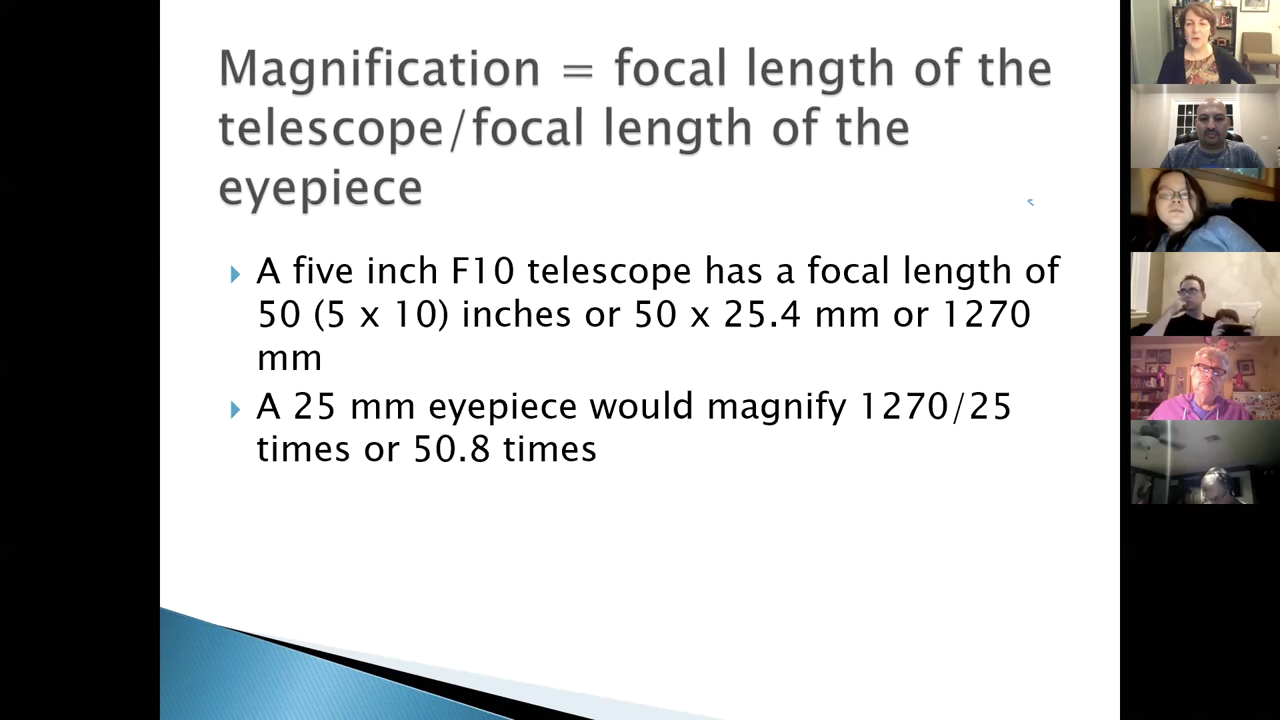 Magnification = focal length of the
telescope/focal length of the
eyepiece
A five inch F10 telescope has a focal length of
50 (5 x 10) inches or 50 x 25.4 mm or 1270
mm
A 25 mm eyepiece would magnify 1270/25
times or 50.8 times